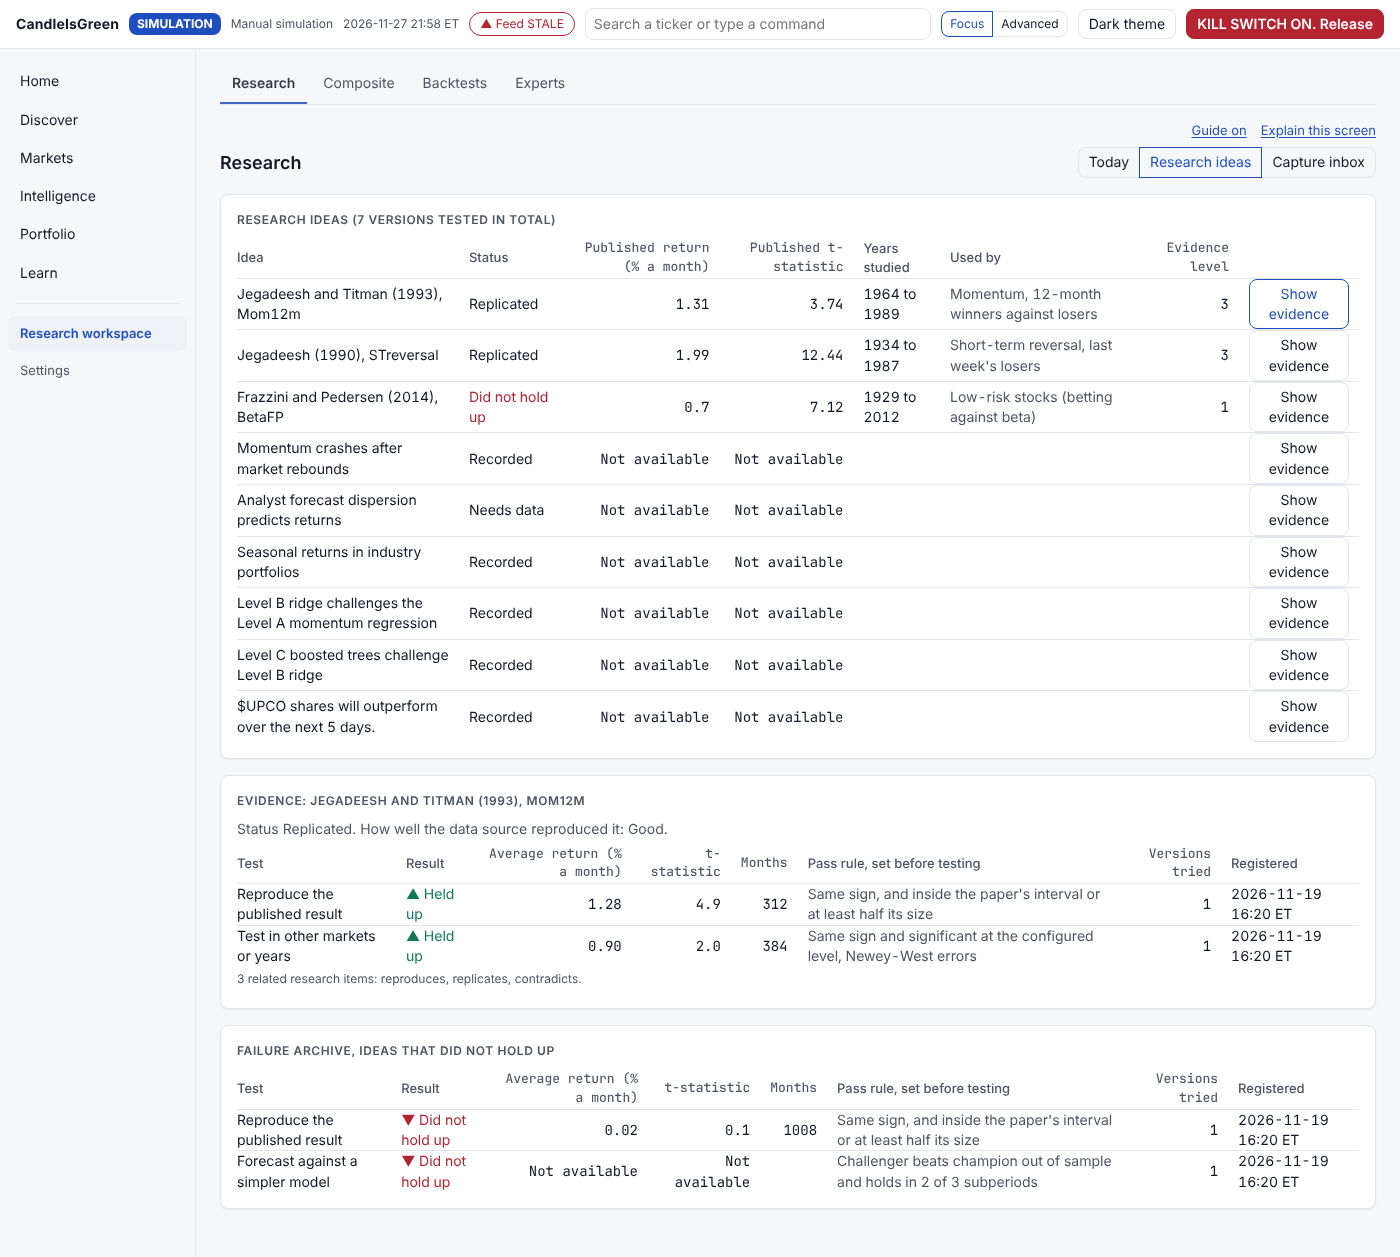 CandleIsGreen SIMULATION Manual simulation 2026-11-27 21:58 ET ▲ Feed STALE Search a ticker or type a command Focus Advanced Dark theme KILL SWITCH ON. Release
Home
Discover
Markets
Intelligence
Portfolio
Learn
Research workspace
Settings
Research Composite Backtests Experts
Guide on Explain this screen
Research
Today Research ideas Capture inbox
RESEARCH IDEAS (7 VERSIONS TESTED IN TOTAL)
Idea Status Published return (% a month) Published t-statistic Years studied Used by Evidence level
Jegadeesh and Titman (1993), Mom12m Replicated 1.31 3.74 1964 to 1989 Momentum, 12-month winners against losers 3 Show evidence
Jegadeesh (1990), STreversal Replicated 1.99 12.44 1934 to 1987 Short-term reversal, last week's losers 3 Show evidence
Frazzini and Pedersen (2014), BetaFP Did not hold up 0.7 7.12 1929 to 2012 Low-risk stocks (betting against beta) 1 Show evidence
Momentum crashes after market rebounds Recorded Not available Not available Show evidence
Analyst forecast dispersion predicts returns Needs data Not available Not available Show evidence
Seasonal returns in industry portfolios Recorded Not available Not available Show evidence
Level B ridge challenges the Level A momentum regression Recorded Not available Not available Show evidence
Level C boosted trees challenge Level B ridge Recorded Not available Not available Show evidence
$UPCO shares will outperform over the next 5 days. Recorded Not available Not available Show evidence
EVIDENCE: JEGADEESH AND TITMAN (1993), MOM12M
Status Replicated. How well the data source reproduced it: Good.
Test Result Average return (% a month) t-statistic Months Pass rule, set before testing Versions tried Registered
Reproduce the published result ▲ Held up 1.28 4.9 312 Same sign, and inside the paper's interval or at least half its size 1 2026-11-19 16:20 ET
Test in other markets or years ▲ Held up 0.90 2.0 384 Same sign and significant at the configured level, Newey-West errors 1 2026-11-19 16:20 ET
3 related research items: reproduces, replicates, contradicts.
FAILURE ARCHIVE, IDEAS THAT DID NOT HOLD UP
Test Result Average return (% a month) t-statistic Months Pass rule, set before testing Versions tried Registered
Reproduce the published result ▼ Did not hold up 0.02 0.1 1008 Same sign, and inside the paper's interval or at least half its size 1 2026-11-19 16:20 ET
Forecast against a simpler model ▼ Did not hold up Not available Not available Challenger beats champion out of sample and holds in 2 of 3 subperiods 1 2026-11-19 16:20 ET